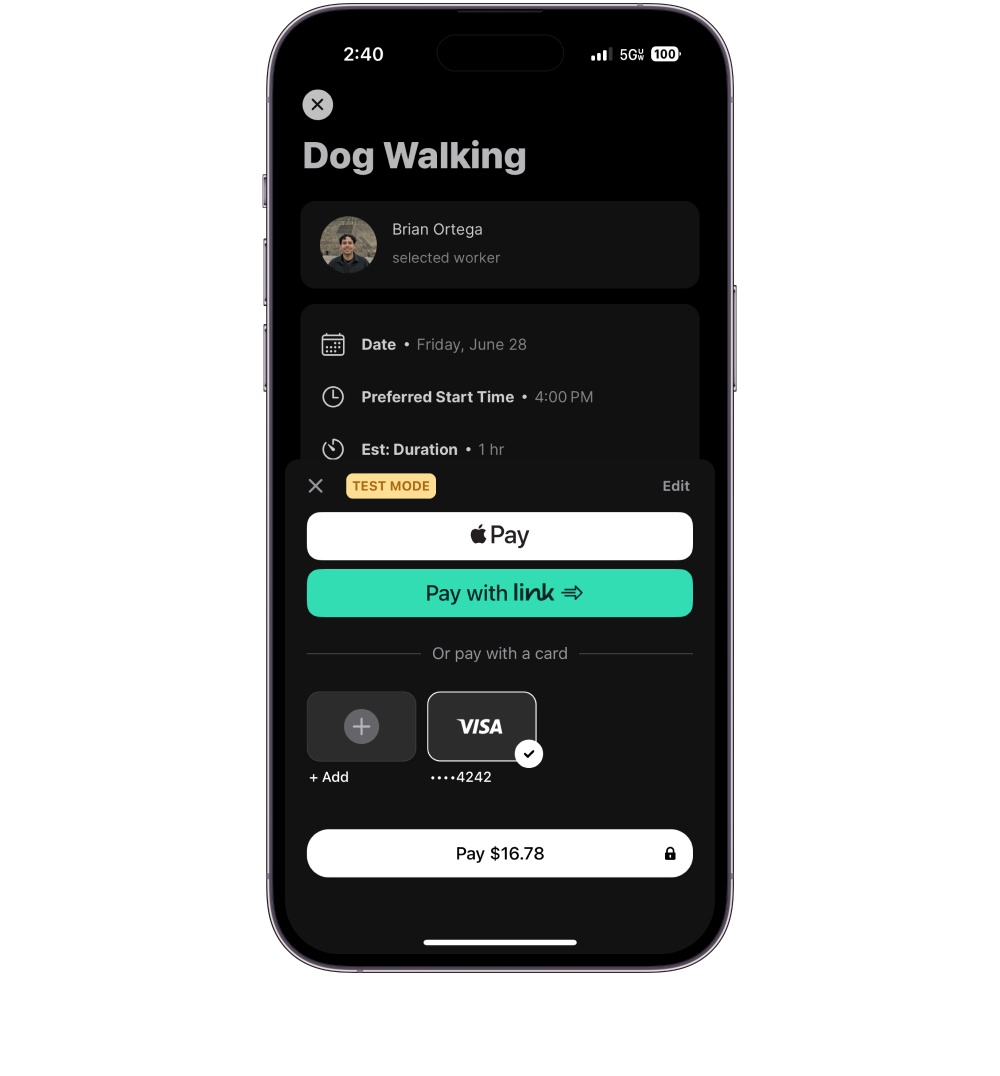 2:40 5GUW 100
Dog Walking
Brian Ortega
selected worker
Date • Friday, June 28
Preferred Start Time • 4:00 PM
Est: Duration • 1 hr
TEST MODE Edit
Pay
Pay with link
Or pay with a card
VISA
+ Add ••••4242
Pay $16.78